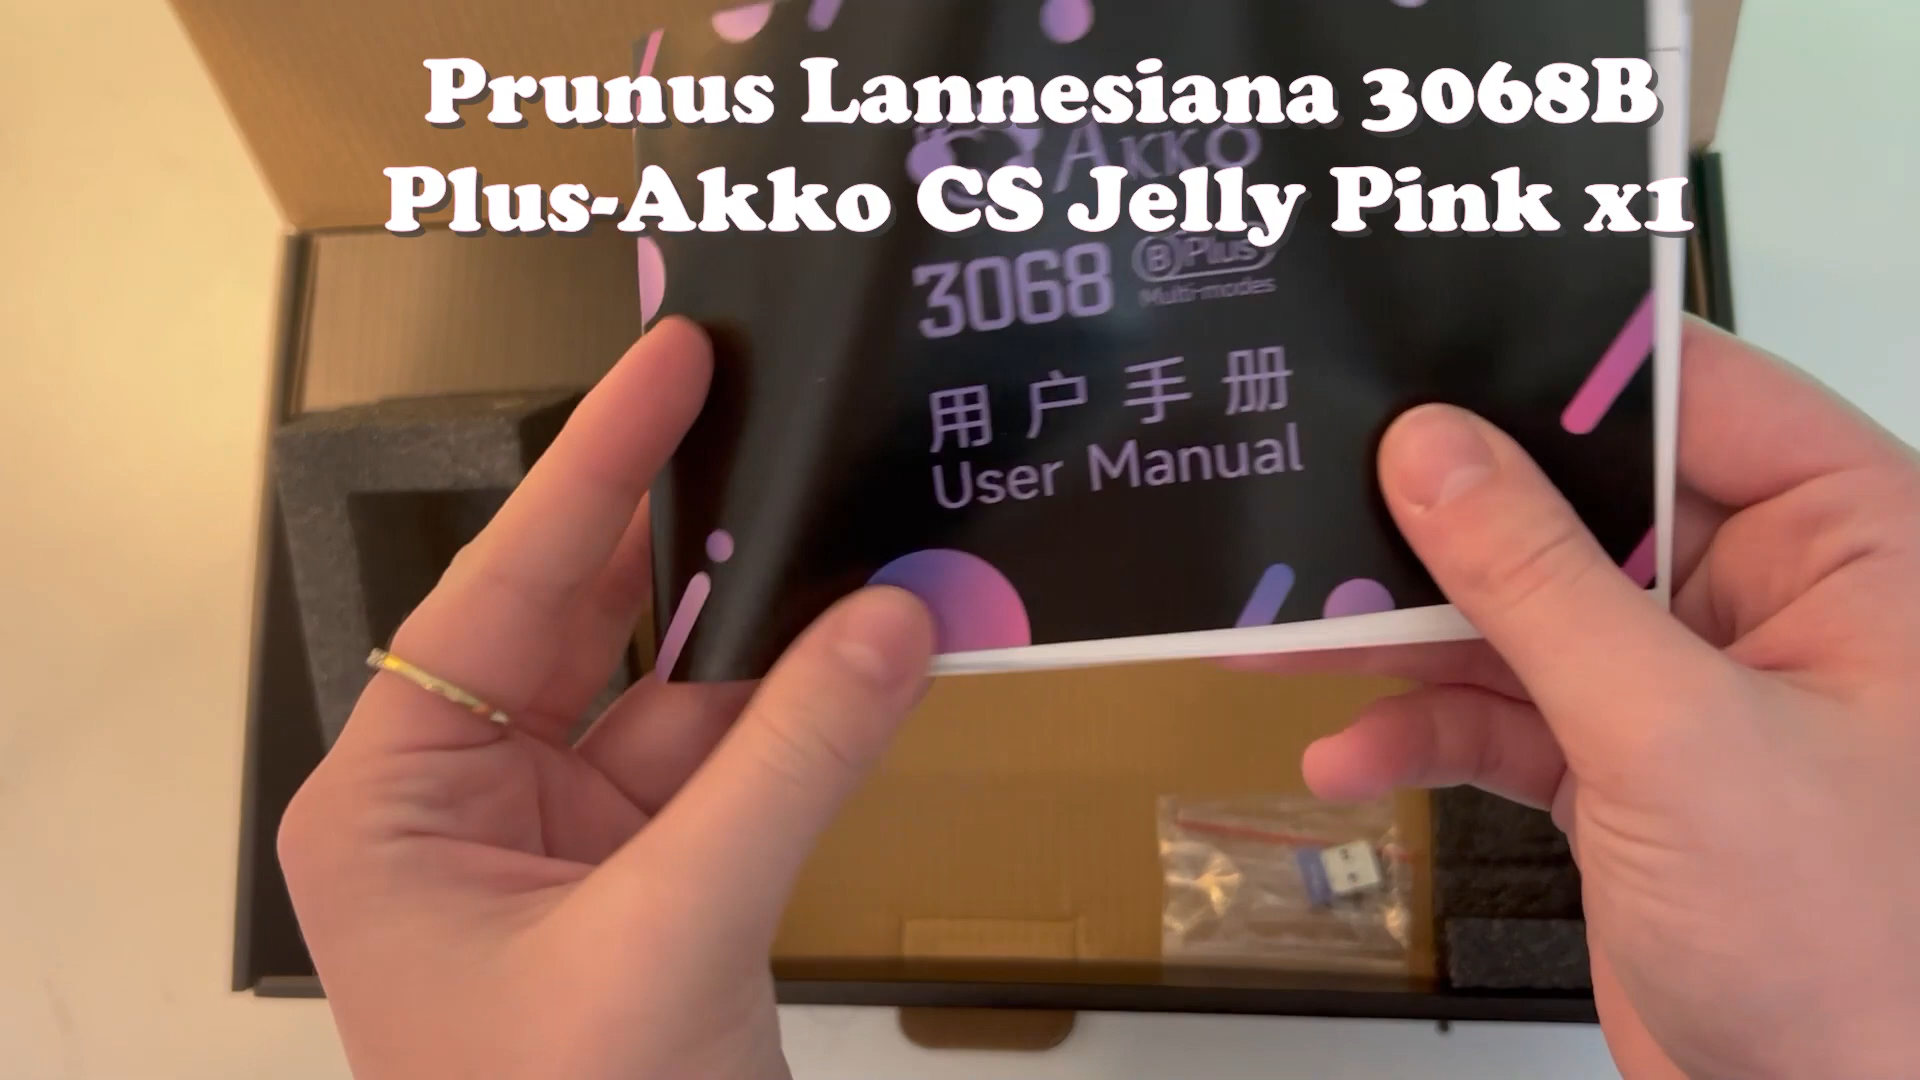 Prunus Lannesiana 3068B
Plus-Akko CS Jelly Pink x1
AKKO
3068 B Plus
Multi-modes
用户手册
User Manual